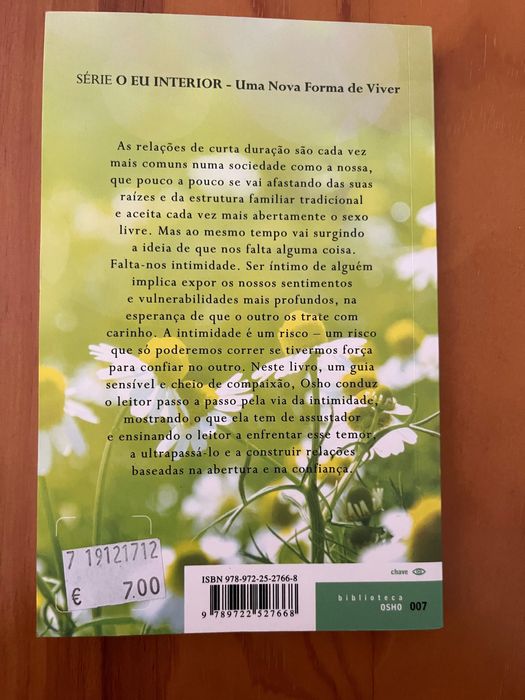 SÉRIE O EU INTERIOR – Uma Nova Forma de Viver
As relações de curta duração são cada vez
mais comuns numa sociedade como a nossa,
que pouco a pouco se vai afastando das suas
raízes e da estrutura familiar tradicional
e aceita cada vez mais abertamente o sexo
livre. Mas ao mesmo tempo vai surgindo
a ideia de que nos falta alguma coisa.
Falta-nos intimidade. Ser íntimo de alguém
implica expor os nossos sentimentos
e vulnerabilidades mais profundos, na
esperança de que o outro os trate com
carinho. A intimidade é um risco – um risco
que só poderemos correr se tivermos força
para confiar no outro. Neste livro, um guia
sensível e cheio de compaixão, Osho conduz
o leitor passo a passo pela via da intimidade,
mostrando o que ela tem de assustador
e ensinando o leitor a enfrentar esse temor,
a ultrapassá-lo e a construir relações
baseadas na abertura e na confiança.
7 19121712
€ 7.00
ISBN 978-972-25-2766-8
9 789722 527668
chave
biblioteca
OSHO 007